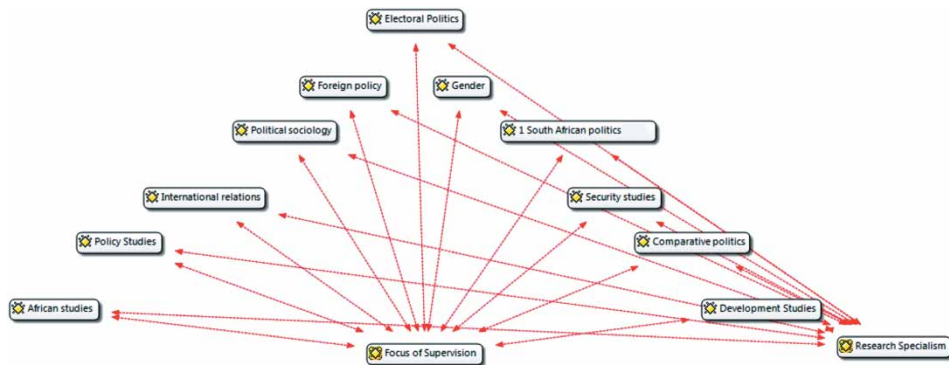 Electoral Politics
Foreign policy
Gender
Political sociology
1 South African politics
International relations
Security studies
Policy Studies
Comparative politics
African studies
Development Studies
Focus of Supervision
Research Specialism